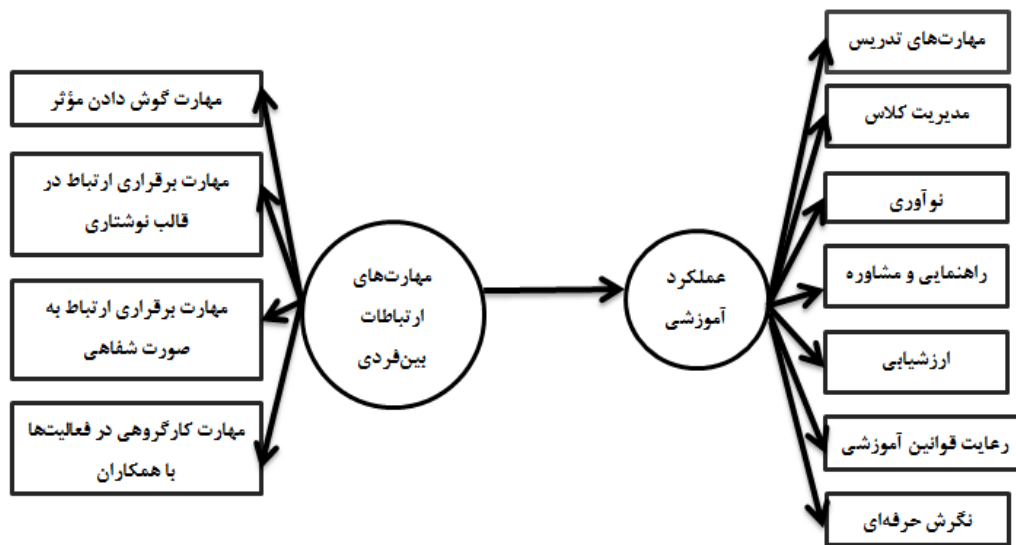 مهارت‌های تدریس
مدیریت کلاس
نوآوری
راهنمایی و مشاوره
ارزشیابی
رعایت قوانین آموزشی
نگرش حرفه‌ای
عملکرد
آموزشی
مهارت‌های
ارتباطات
بین‌فردی
مهارت گوش دادن مؤثر
مهارت برقراری ارتباط در
قالب نوشتاری
مهارت برقراری ارتباط به
صورت شفاهی
مهارت کارگروهی در فعالیت‌ها
با همکاران